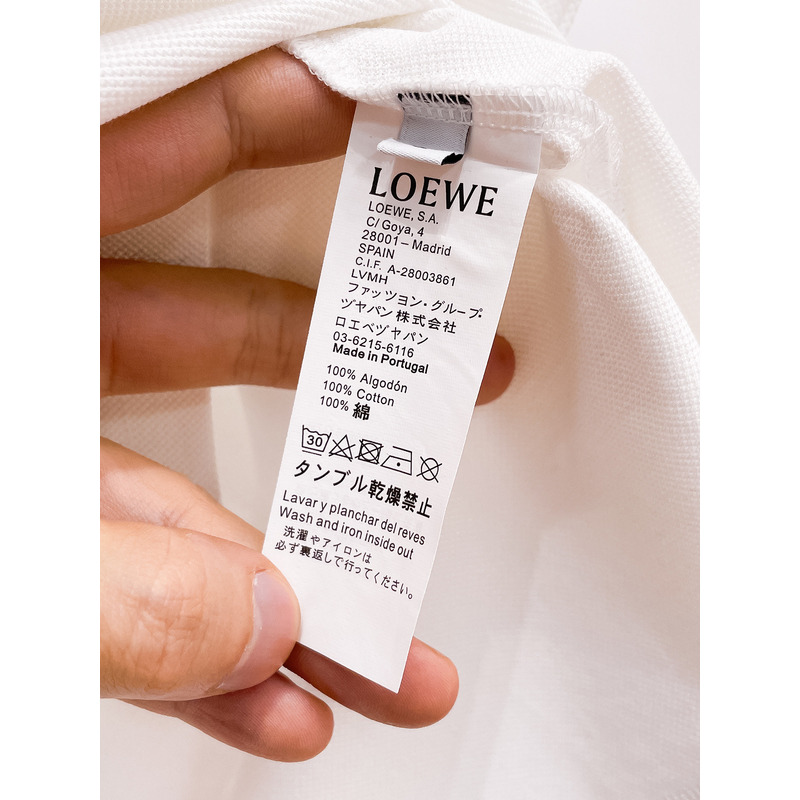 LOEWE
LOEWE, S.A.
C/ Goya, 4
28001 – Madrid
SPAIN
C.I.F. A-28003861
LVMH
ファッツョン・グループ・
ヅャパン株式会社
ロエベヅャパン
03-6215-6116
Made in Portugal
100% Algodón
100% Cotton
100% 綿
30
タンブル乾燥禁止
Lavar y planchar del reves
Wash and iron inside out
洗濯やアイロンは
必ず裏返しで行ってください。